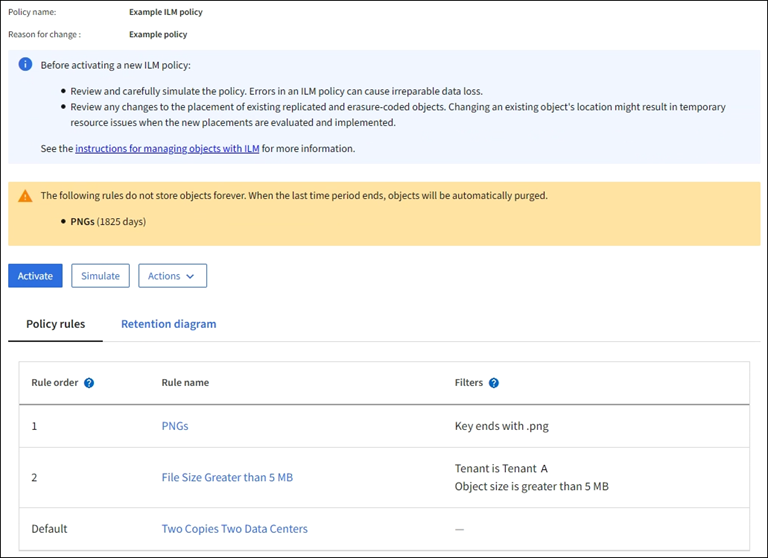 Policy name: Example ILM policy
Reason for change : Example policy
Before activating a new ILM policy:
• Review and carefully simulate the policy. Errors in an ILM policy can cause irreparable data loss.
• Review any changes to the placement of existing replicated and erasure-coded objects. Changing an existing object's location might result in temporary
resource issues when the new placements are evaluated and implemented.
See the instructions for managing objects with ILM for more information.
The following rules do not store objects forever. When the last time period ends, objects will be automatically purged.
• PNGs (1825 days)
Activate Simulate Actions
Policy rules Retention diagram
Rule order Rule name Filters
1 PNGs Key ends with .png
2 File Size Greater than 5 MB Tenant is Tenant A
Object size is greater than 5 MB
Default Two Copies Two Data Centers —